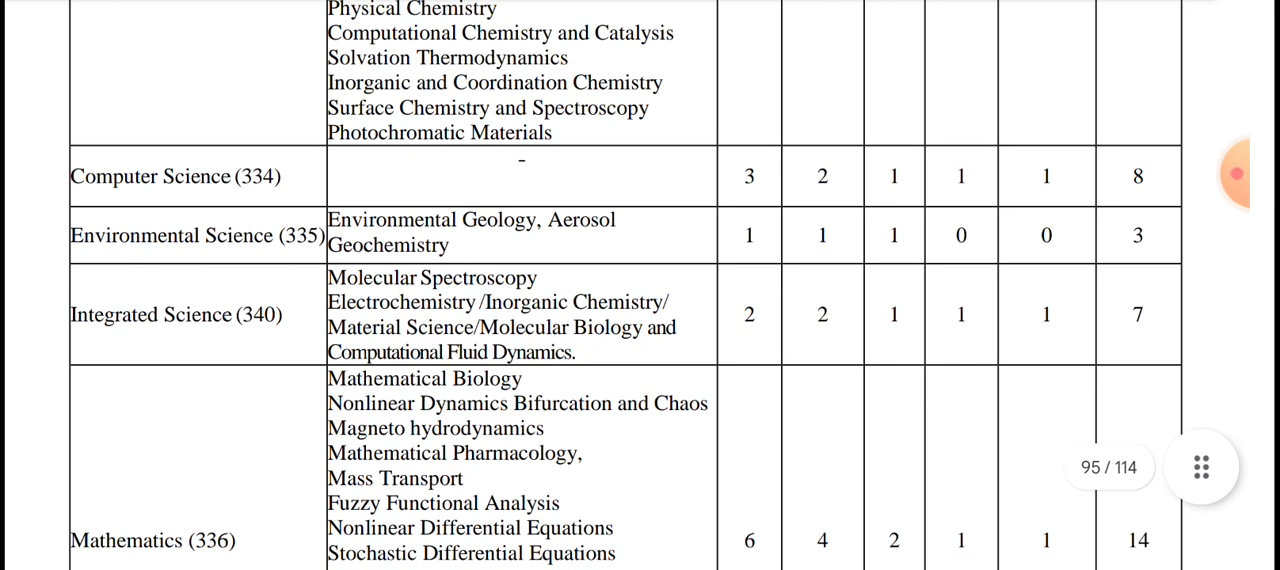 Physical Chemistry
Computational Chemistry and Catalysis
Solvation Thermodynamics
Inorganic and Coordination Chemistry
Surface Chemistry and Spectroscopy
Photochromatic Materials
Computer Science (334) - 3 2 1 1 1 8
Environmental Science (335) Environmental Geology, Aerosol
Geochemistry 1 1 1 0 0 3
Molecular Spectroscopy
Electrochemistry /Inorganic Chemistry/
Integrated Science (340) 2 2 1 1 1 7
Material Science/Molecular Biology and
Computational Fluid Dynamics.
Mathematical Biology
Nonlinear Dynamics Bifurcation and Chaos
Magneto hydrodynamics
Mathematical Pharmacology,
Mass Transport
95 / 114
Fuzzy Functional Analysis
Nonlinear Differential Equations
Mathematics (336) 6 4 2 1 1 14
Stochastic Differential Equations